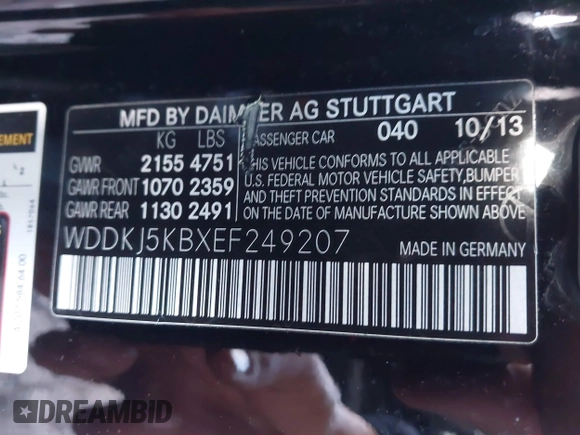 MFD BY DAIMLER AG STUTTGART
KG LBS PASSENGER CAR 040 10/13
GVWR 2155 4751
GAWR FRONT 1070 2359
GAWR REAR 1130 2491
THIS VEHICLE CONFORMS TO ALL APPLICABLE
U.S. FEDERAL MOTOR VEHICLE SAFETY,BUMPER
AND THEFT PREVENTION STANDARDS IN EFFECT
ON THE DATE OF MANUFACTURE SHOWN ABOVE
WDDKJ5KBXEF249207 MADE IN GERMANY
DREAMBID